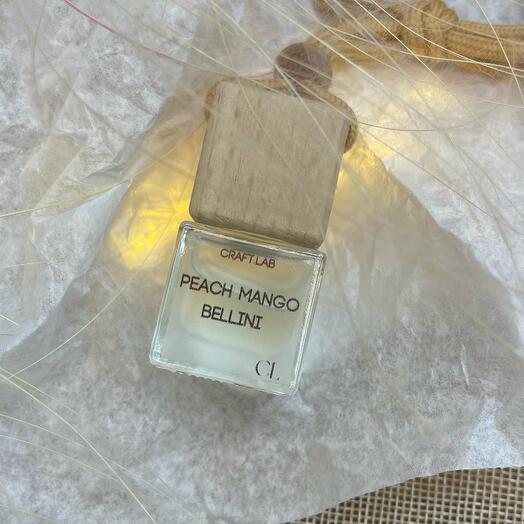 CRAFT.LAB
PEACH MANGO
BELLINI
CL